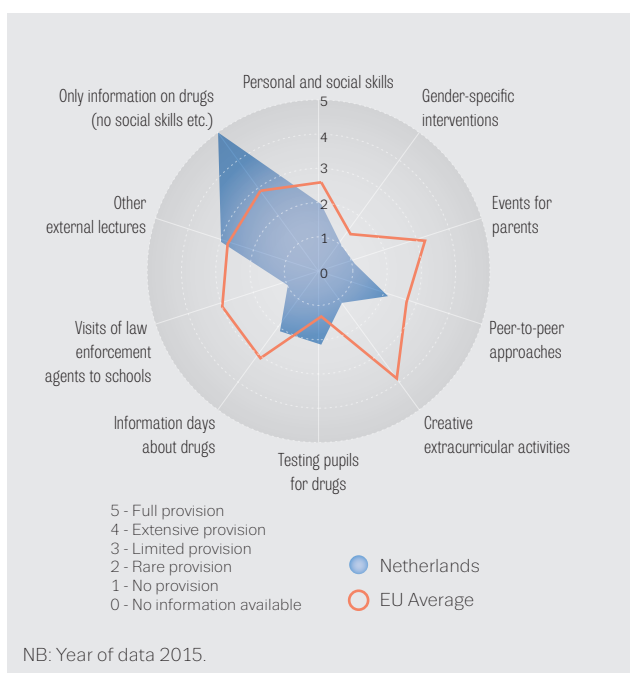 Personal and social skills
Only information on drugs
(no social skills etc.)
Gender-specific
interventions
5
4
3
2
1
0
Other
external lectures
Events for
parents
Visits of law
enforcement
agents to schools
Peer-to-peer
approaches
Information days
about drugs
Creative
extracurricular activities
Testing pupils
for drugs
5 - Full provision
4 - Extensive provision
3 - Limited provision
2 - Rare provision
1 - No provision
0 - No information available
Netherlands
EU Average
NB: Year of data 2015.